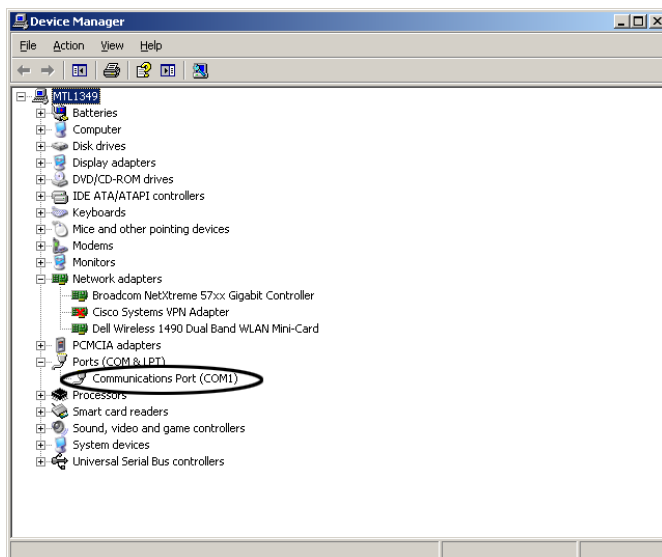 Device Manager
File Action View Help
MTL1349
Batteries
Computer
Disk drives
Display adapters
DVD/CD-ROM drives
IDE ATA/ATAPI controllers
Keyboards
Mice and other pointing devices
Modems
Monitors
Network adapters
Broadcom NetXtreme 57xx Gigabit Controller
Cisco Systems VPN Adapter
Dell Wireless 1490 Dual Band WLAN Mini-Card
PCMCIA adapters
Ports (COM & LPT)
Communications Port (COM1)
Processors
Smart card readers
Sound, video and game controllers
System devices
Universal Serial Bus controllers